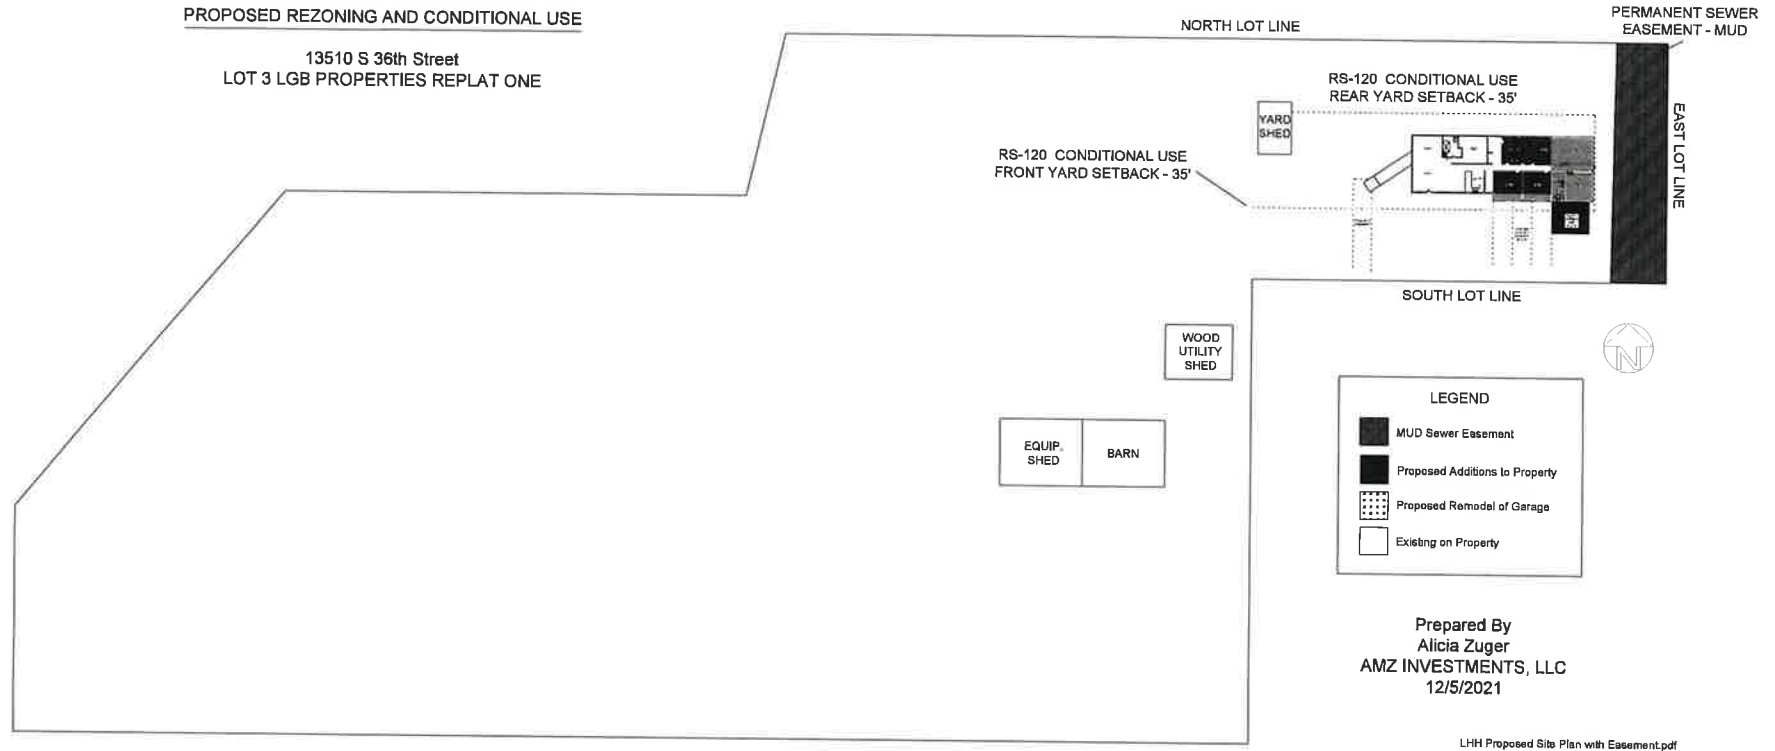 PROPOSED REZONING AND CONDITIONAL USE
13510 S 36th Street
LOT 3 LGB PROPERTIES REPLAT ONE
NORTH LOT LINE
PERMANENT SEWER
EASEMENT - MUD
RS-120 CONDITIONAL USE
REAR YARD SETBACK - 35'
YARD
SHED
EAST LOT LINE
RS-120 CONDITIONAL USE
FRONT YARD SETBACK - 35'
SOUTH LOT LINE
WOOD
UTILITY
SHED
N
EQUIP.
SHED
BARN
LEGEND
MUD Sewer Easement
Proposed Additions to Property
Proposed Remodel of Garage
Existing on Property
Prepared By
Alicia Zuger
AMZ INVESTMENTS, LLC
12/5/2021
LHH Proposed Site Plan with Easement.pdf